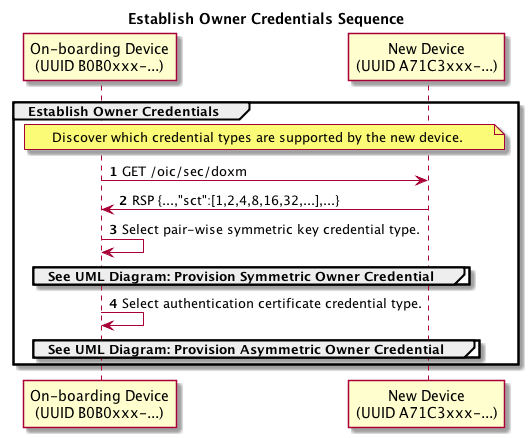 Establish Owner Credentials Sequence
On-boarding Device
(UUID B0B0xxx-...)
New Device
(UUID A71C3xxx-...)
Establish Owner Credentials
Discover which credential types are supported by the new device.
1 GET /oic/sec/doxm
2 RSP {...,"sct":[1,2,4,8,16,32,...],...}
3 Select pair-wise symmetric key credential type.
See UML Diagram: Provision Symmetric Owner Credential
4 Select authentication certificate credential type.
See UML Diagram: Provision Asymmetric Owner Credential
On-boarding Device
(UUID B0B0xxx-...)
New Device
(UUID A71C3xxx-...)